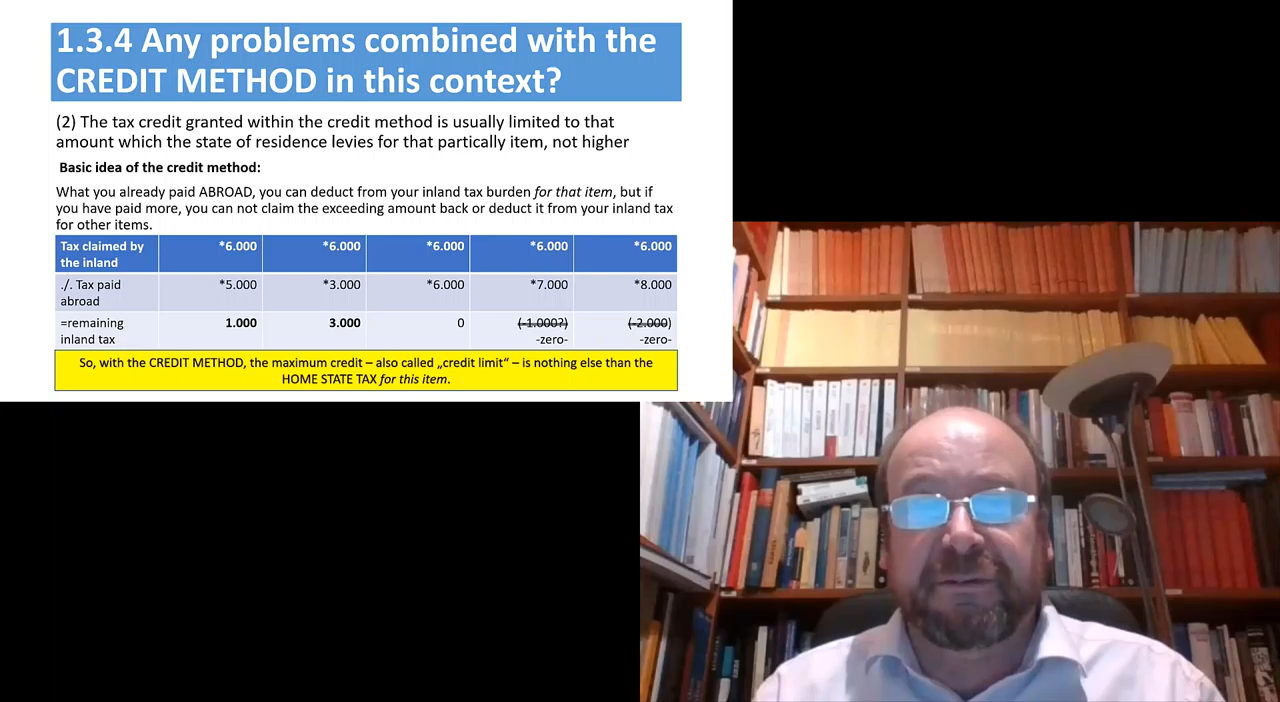 1.3.4 Any problems combined with the
CREDIT METHOD in this context?
(2) The tax credit granted within the credit method is usually limited to that
amount which the state of residence levies for that partically item, not higher
Basic idea of the credit method:
What you already paid ABROAD, you can deduct from your inland tax burden for that item, but if
you have paid more, you can not claim the exceeding amount back or deduct it from your inland tax
for other items.
Tax claimed by the inland *6.000 *6.000 *6.000 *6.000 *6.000
./. Tax paid abroad *5.000 *3.000 *6.000 *7.000 *8.000
=remaining inland tax 1.000 3.000 0 (-1.000?) -zero- (-2.000) -zero-
So, with the CREDIT METHOD, the maximum credit – also called „credit limit“ – is nothing else than the
HOME STATE TAX for this item.